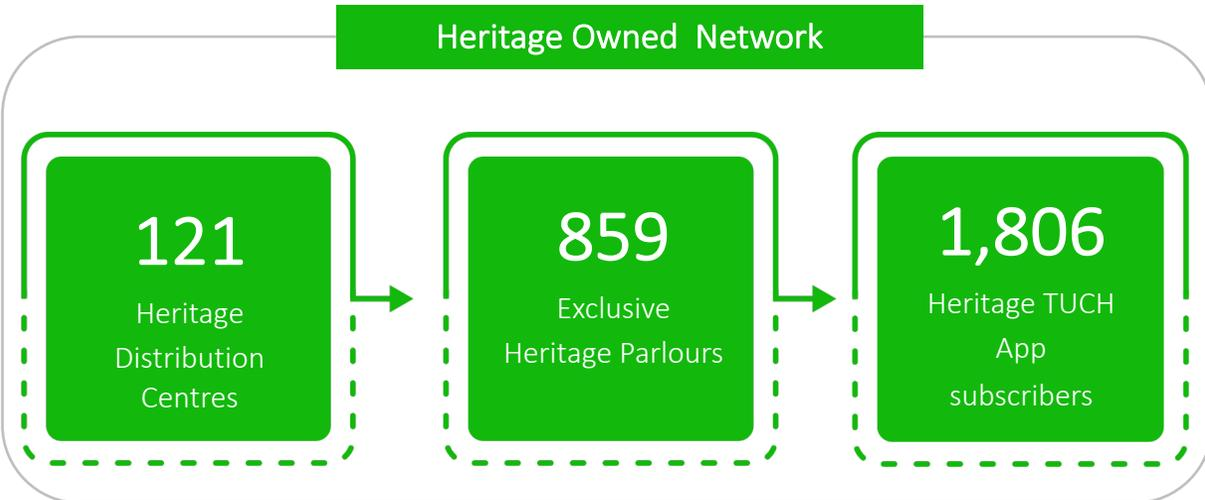 Heritage Owned  Network
121
Heritage
Distribution
Centres
859
Exclusive
Heritage Parlours
1,806
Heritage TUCH
App
subscribers